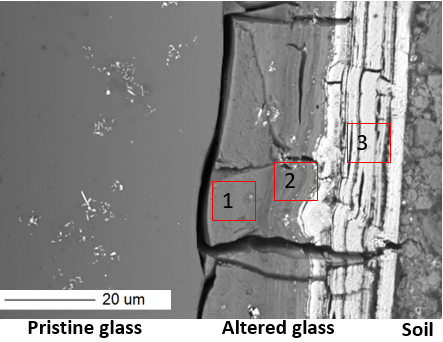 3
2
1
20 um
Pristine glass
Altered glass
Soil